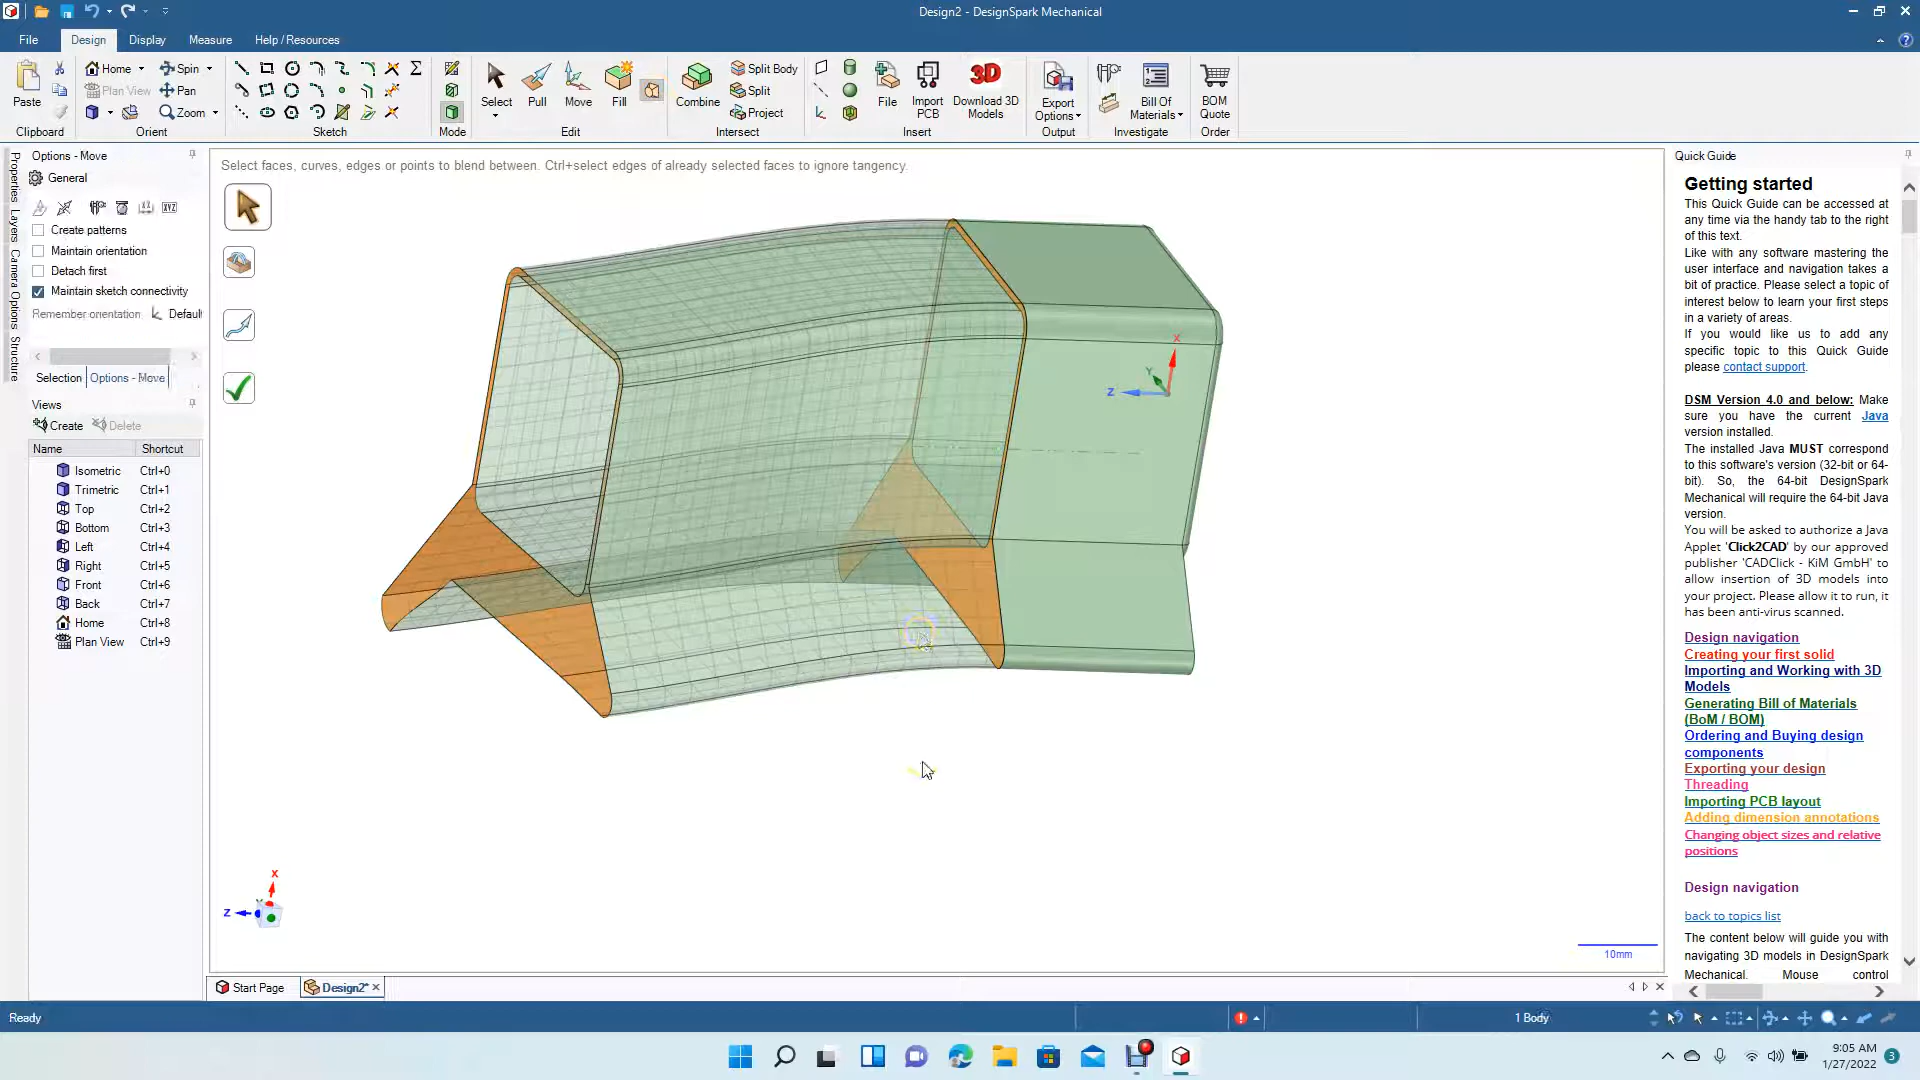 Design2 - DesignSpark Mechanical
File
Design
Display
Measure
Help / Resources
Paste
Clipboard
Home
Plan View
Spin
Pan
Zoom
Orient
Sketch
Mode
Select
Pull
Move
Fill
Edit
Combine
Split Body
Split
Project
Intersect
File
Import
PCB
Download 3D
Models
Insert
3D
Export
Options
Output
Bill Of
Materials
Investigate
BOM
Quote
Order
Properties
Layers
Camera Options
Structure
Options - Move
General
XYZ
Create patterns
Maintain orientation
Detach first
Maintain sketch connectivity
Remember orientation
Default
Selection
Options - Move
Views
Create
Delete
Name
Shortcut
Isometric Ctrl+0
Trimetric Ctrl+1
Top Ctrl+2
Bottom Ctrl+3
Left Ctrl+4
Right Ctrl+5
Front Ctrl+6
Back Ctrl+7
Home Ctrl+8
Plan View Ctrl+9
Select faces, curves, edges or points to blend between. Ctrl+select edges of already selected faces to ignore tangency.
X
Y
Z
X
Y
Z
10mm
Start Page
Design2*
Quick Guide
Getting started
This Quick Guide can be accessed at
any time via the handy tab to the right
of this text.
Like with any software mastering the
user interface and navigation takes a
bit of practice. Please select a topic of
interest below to learn your first steps
in a variety of areas.
If you would like us to add any
specific topic to this Quick Guide
please contact support.
DSM Version 4.0 and below: Make
sure you have the current Java
version installed.
The installed Java MUST correspond
to this software's version (32-bit or 64-
bit). So, the 64-bit DesignSpark
Mechanical will require the 64-bit Java
version.
You will be asked to authorize a Java
Applet 'Click2CAD' by our approved
publisher 'CADClick - KiM GmbH' to
allow insertion of 3D models into
your project. Please allow it to run, it
has been anti-virus scanned.
Design navigation
Creating your first solid
Importing and Working with 3D
Models
Generating Bill of Materials
(BoM / BOM)
Ordering and Buying design
components
Exporting your design
Threading
Importing PCB layout
Adding dimension annotations
Changing object sizes and relative
positions
Design navigation
back to topics list
The content below will guide you with
navigating 3D models in DesignSpark
Mechanical. Mouse control
Ready
1 Body
9:05 AM
1/27/2022
3